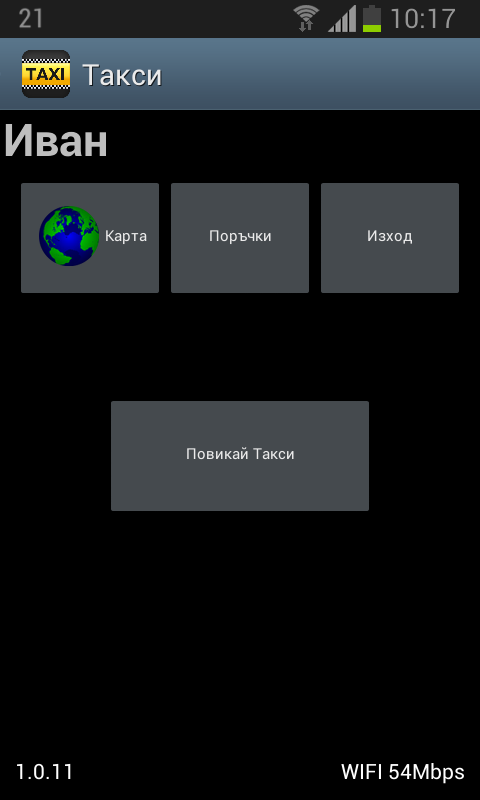 21 10:17
TAXI Такси
Иван
Карта Поръчки Изход
Повикай Такси
1.0.11 WIFI 54Mbps